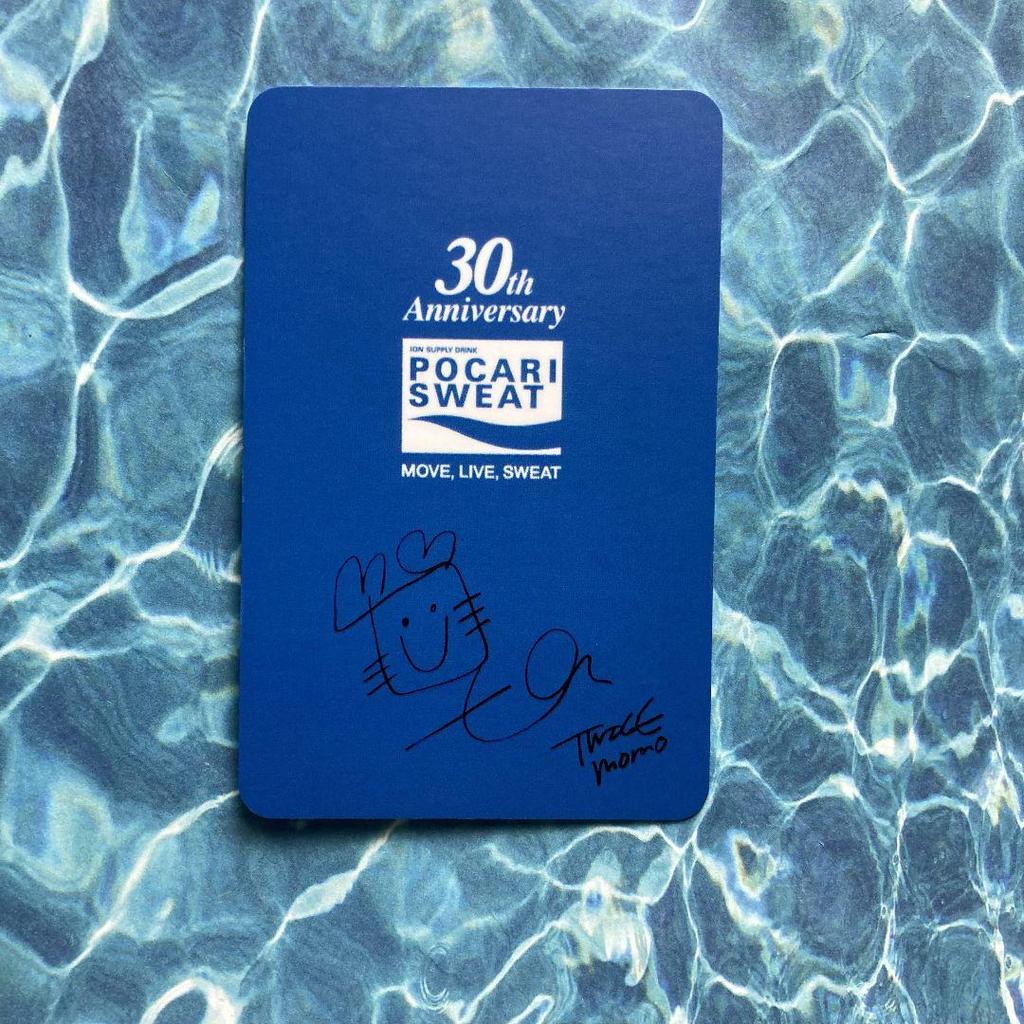 30th
Anniversary
ION SUPPLY DRINK
POCARI
SWEAT
MOVE, LIVE, SWEAT
TWICE
momo